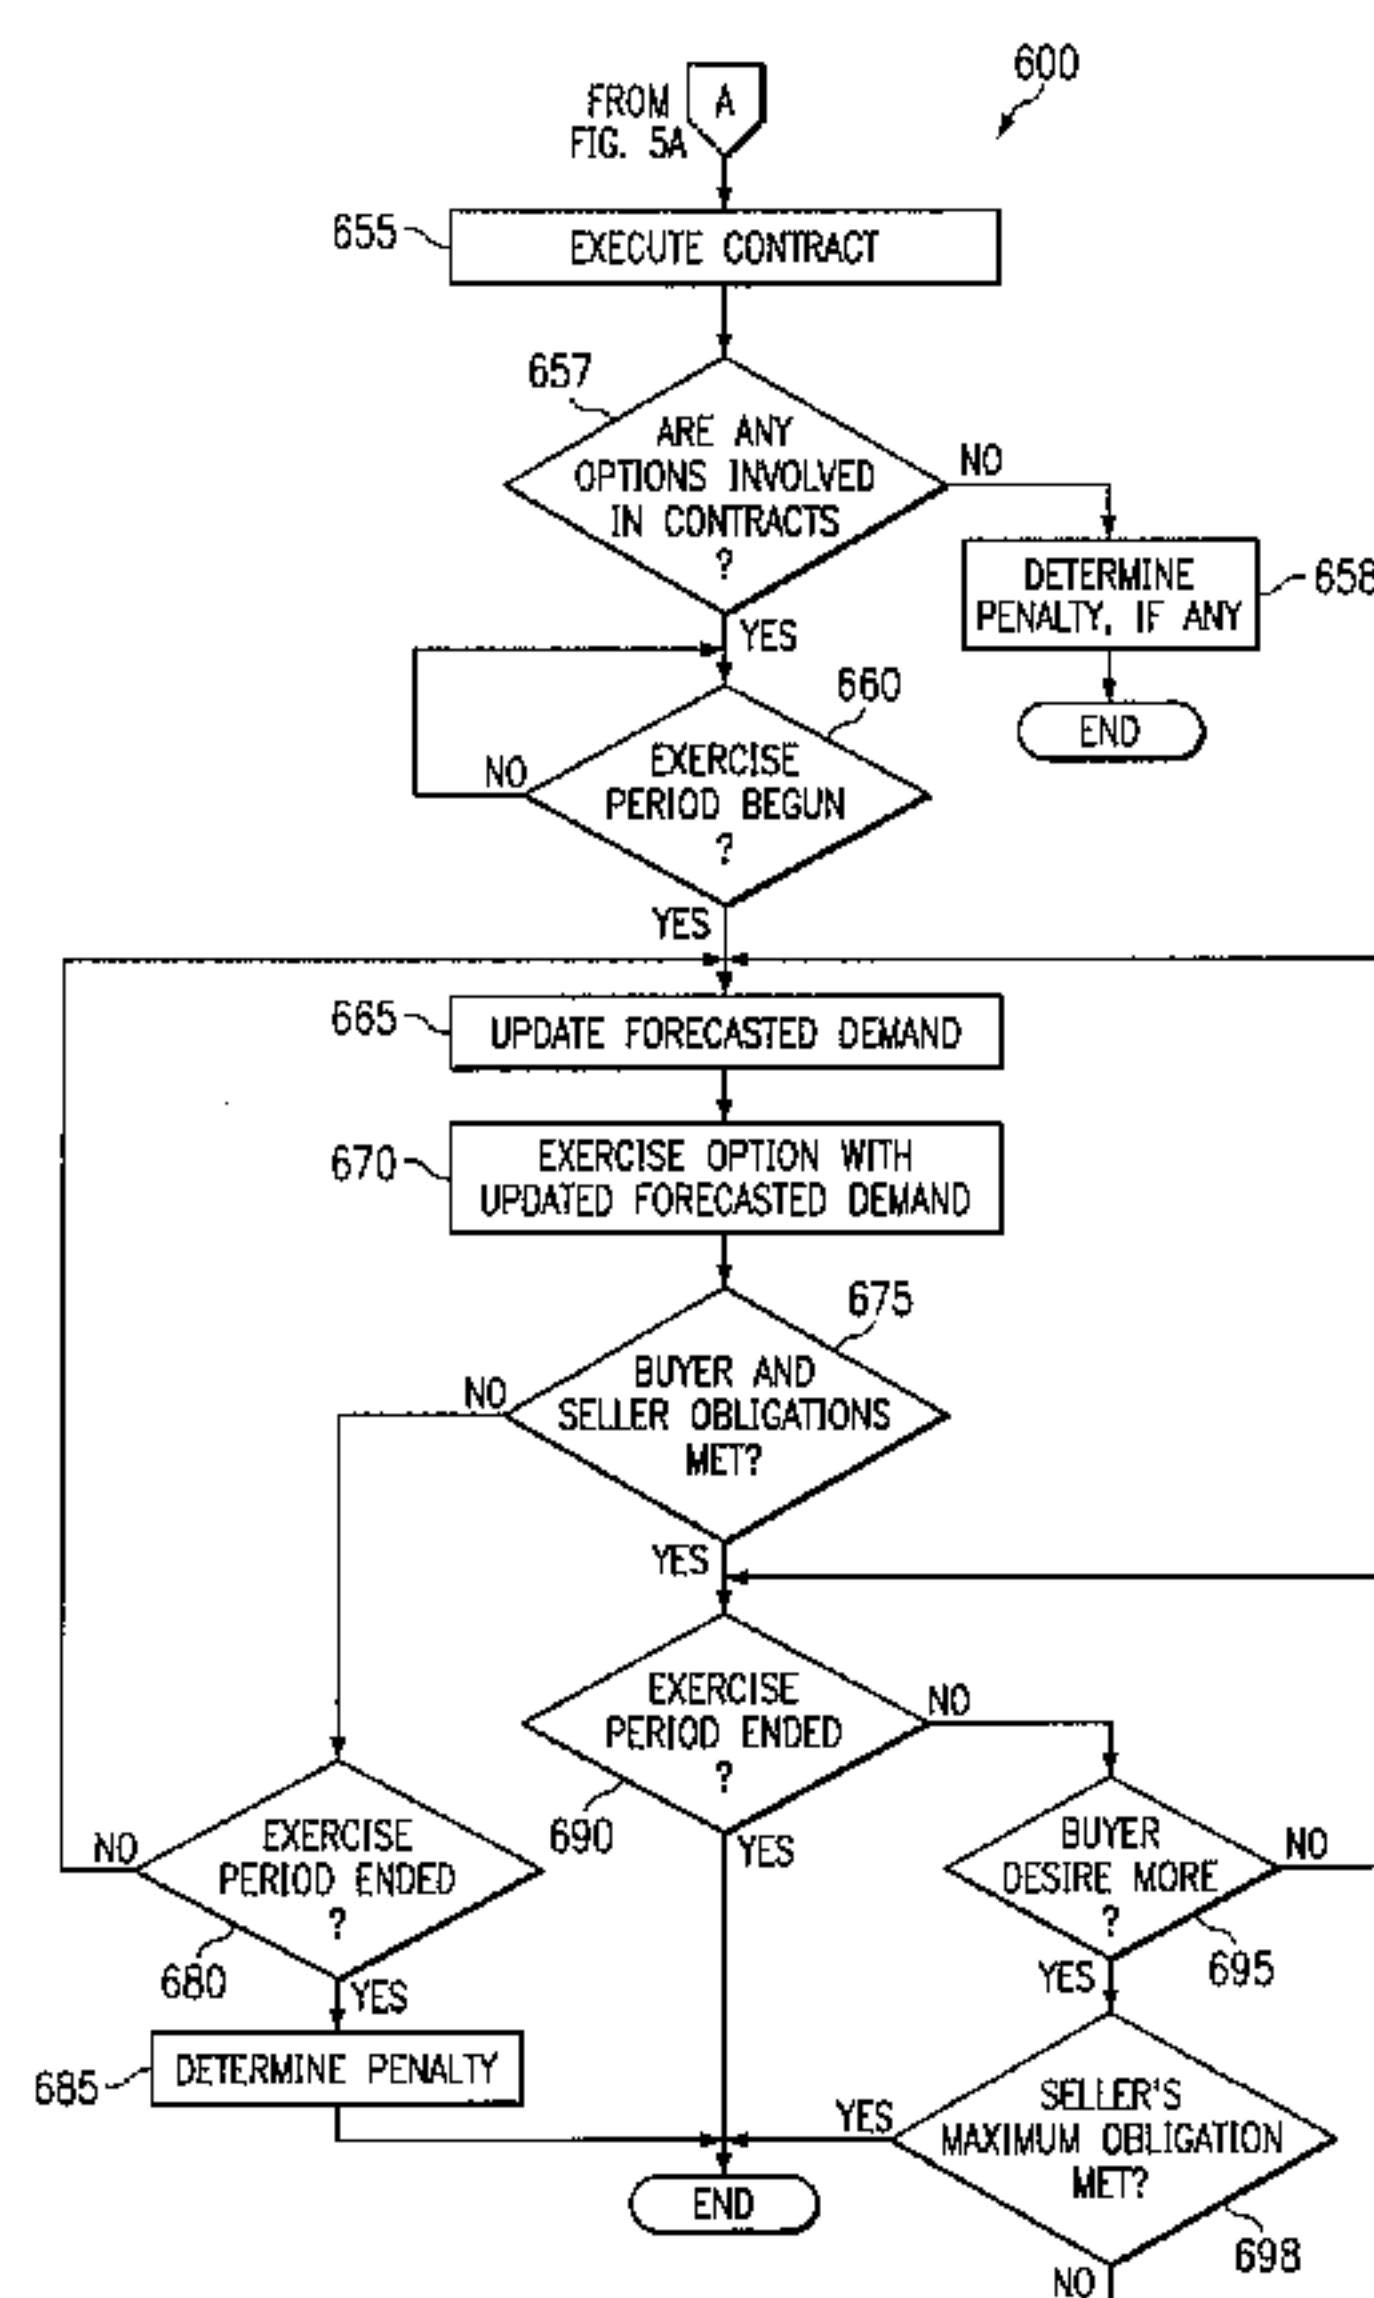 600
FROM
FIG. 5A
A
655
EXECUTE CONTRACT
657
ARE ANY
OPTIONS INVOLVED
IN CONTRACTS
?
NO
DETERMINE
PENALTY, IF ANY
658
YES
END
660
EXERCISE
PERIOD BEGUN
?
NO
YES
665
UPDATE FORECASTED DEMAND
670
EXERCISE OPTION WITH
UPDATED FORECASTED DEMAND
675
BUYER AND
SELLER OBLIGATIONS
MET?
NO
YES
EXERCISE
PERIOD ENDED
?
690
NO
YES
EXERCISE
PERIOD ENDED
?
NO
680
YES
BUYER
DESIRE MORE
?
NO
695
YES
685
DETERMINE PENALTY
SELLER'S
MAXIMUM OBLIGATION
MET?
YES
698
NO
END